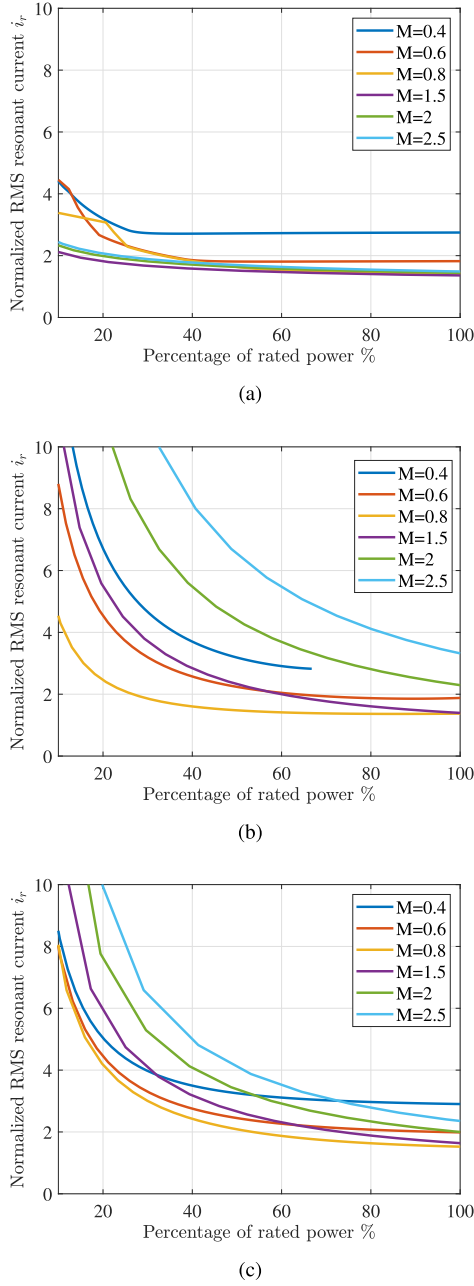 10
8
6
4
2
0
Normalized RMS resonant current i_r
M=0.4
M=0.6
M=0.8
M=1.5
M=2
M=2.5
20 40 60 80 100
Percentage of rated power %
(a)
10
8
6
4
2
0
Normalized RMS resonant current i_r
M=0.4
M=0.6
M=0.8
M=1.5
M=2
M=2.5
20 40 60 80 100
Percentage of rated power %
(b)
10
8
6
4
2
0
Normalized RMS resonant current i_r
M=0.4
M=0.6
M=0.8
M=1.5
M=2
M=2.5
20 40 60 80 100
Percentage of rated power %
(c)